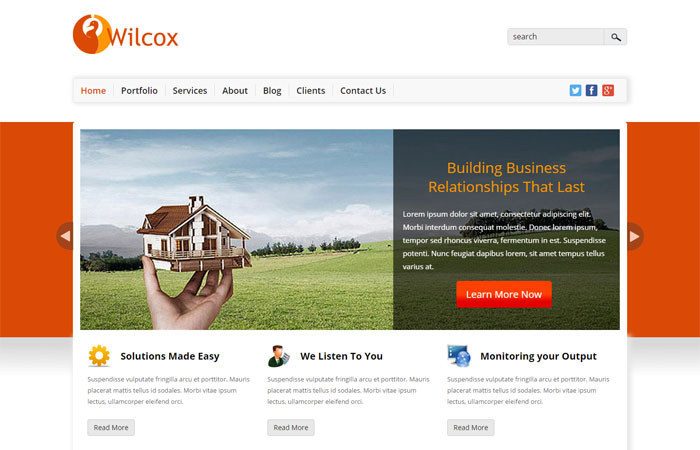 Wilcox
search
Home Portfolio Services About Blog Clients Contact Us
Building Business
Relationships That Last
Lorem ipsum dolor sit amet, consectetur adipiscing elit.
Morbi interdum consequat molestie. Donec lorem ipsum,
tempor sed rhoncus viverra, fermentum in est. Suspendisse
potenti. Nunc feugiat dapibus lorem, sit amet tempus tellus
varius at.
Learn More Now
Solutions Made Easy
Suspendisse vulputate fringilla arcu et porttitor. Mauris
placerat mattis tellus id sodales. Morbi vitae ipsum
lectus, ullamcorper eleifend orci.
Read More
We Listen To You
Suspendisse vulputate fringilla arcu et porttitor. Mauris
placerat mattis tellus id sodales. Morbi vitae ipsum
lectus, ullamcorper eleifend orci.
Read More
Monitoring your Output
Suspendisse vulputate fringilla arcu et porttitor. Mauris
placerat mattis tellus id sodales. Morbi vitae ipsum
lectus, ullamcorper eleifend orci.
Read More